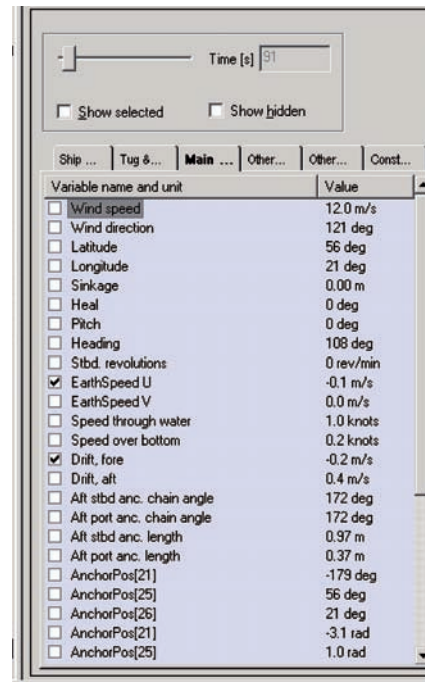 Time [s] 91
Show selected Show hidden
Ship ... Tug &... Main ... Other... Other... Const...
Variable name and unit Value
Wind speed 12.0 m/s
Wind direction 121 deg
Latitude 56 deg
Longitude 21 deg
Sinkage 0.00 m
Heal 0 deg
Pitch 0 deg
Heading 108 deg
Stbd. revolutions 0 rev/min
EarthSpeed U -0.1 m/s
EarthSpeed V 0.0 m/s
Speed through water 1.0 knots
Speed over bottom 0.2 knots
Drift, fore -0.2 m/s
Drift, aft 0.4 m/s
Aft stbd anc. chain angle 172 deg
Aft port anc. chain angle 172 deg
Aft stbd anc. length 0.97 m
Aft port anc. length 0.37 m
AnchorPos[21] -179 deg
AnchorPos[25] 56 deg
AnchorPos[26] 21 deg
AnchorPos[21] -3.1 rad
AnchorPos[25] 1.0 rad